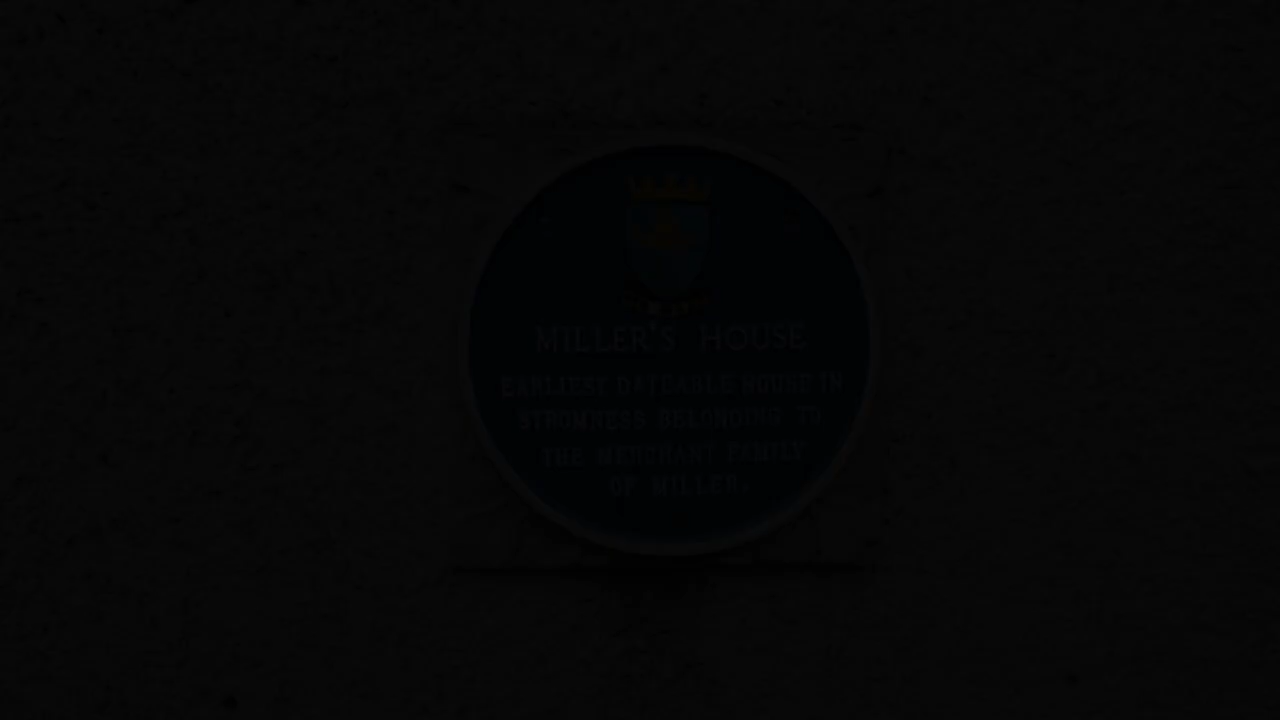 MILLER'S HOUSE
EARLIEST DATEABLE HOUSE IN
STROMNESS BELONGING TO
THE MERCHANT FAMILY
OF MILLER.